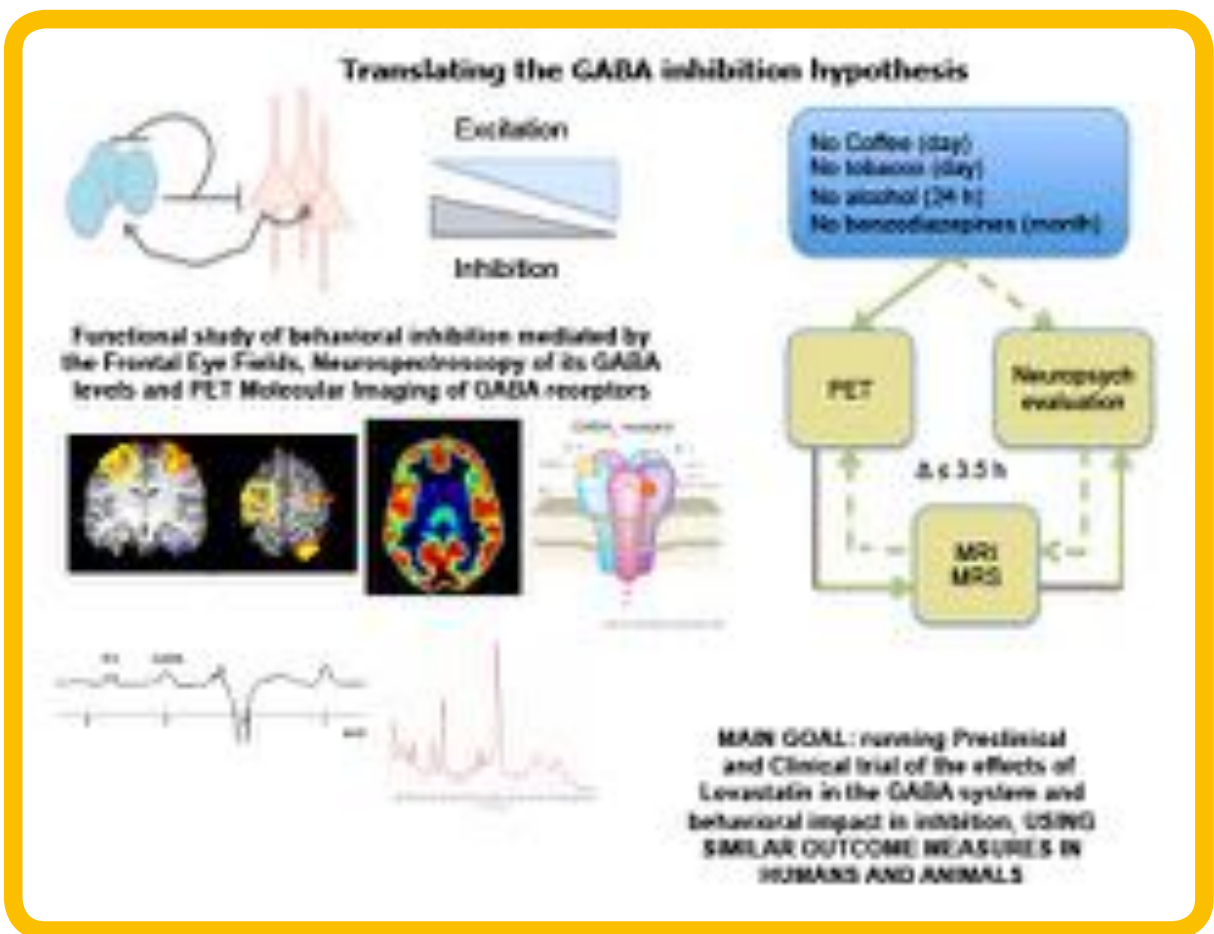 Translating the GABA inhibition hypothesis
Excitation
Inhibition
No Coffee (day)
No tobacco (day)
No alcohol (24 h)
No benzodiazepines (month)
Functional study of behavioral inhibition mediated by
the Frontal Eye Fields, Neurospectroscopy of its GABA
levels and PET Molecular Imaging of GABA receptors
PET
Neuropsych
evaluation
Δ ≤ 3.5 h
MRI
MRS
MAIN GOAL: running Preclinical
and Clinical trial of the effects of
Lovastatin in the GABA system and
behavioral impact in inhibition, USING
SIMILAR OUTCOME MEASURES IN
HUMANS AND ANIMALS